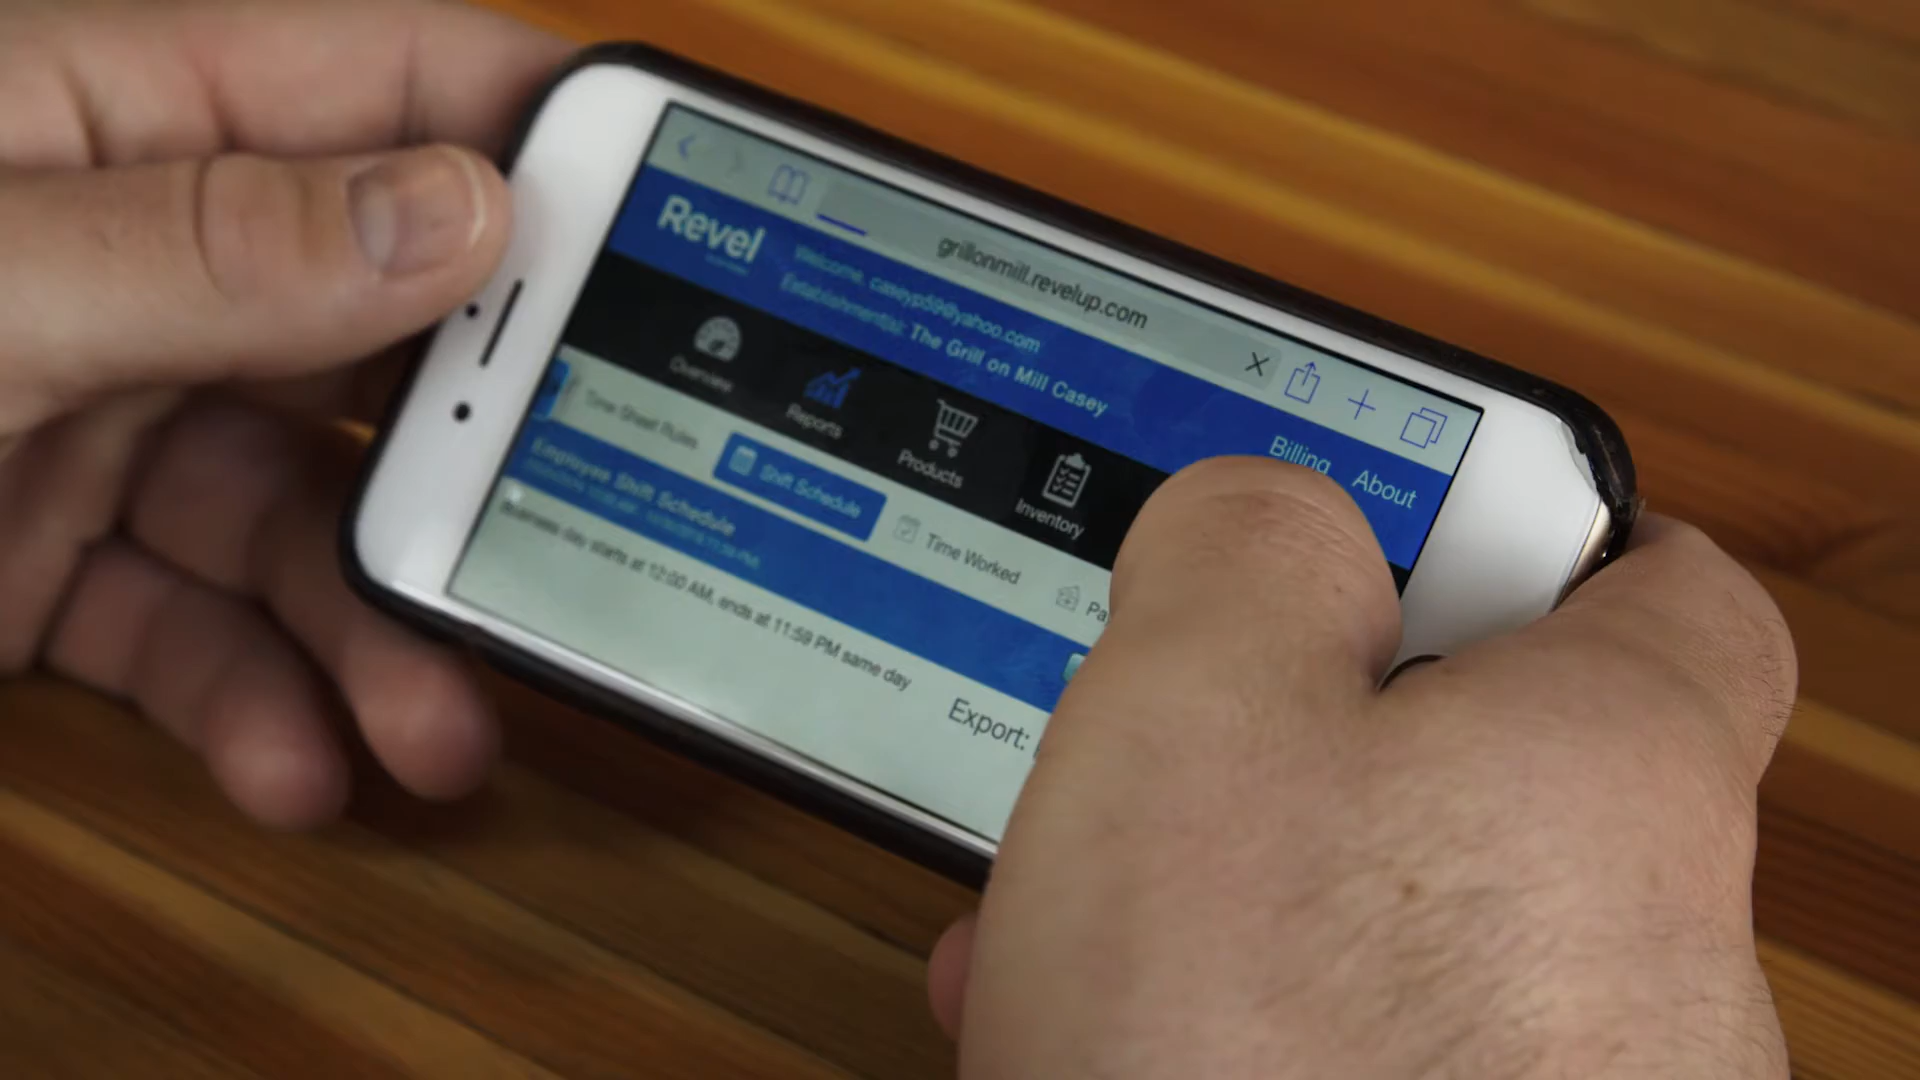 grillonmill.revelup.com
Revel
Welcome, caseyp59@yahoo.com
Establishment(s): The Grill on Mill Casey
Billing About
Overview
Reports
Products
Inventory
Time Sheet Rules
Shift Schedule
Time Worked
Pa
Employee Shift Schedule
Business day starts at 12:00 AM, ends at 11:59 PM same day
Export: